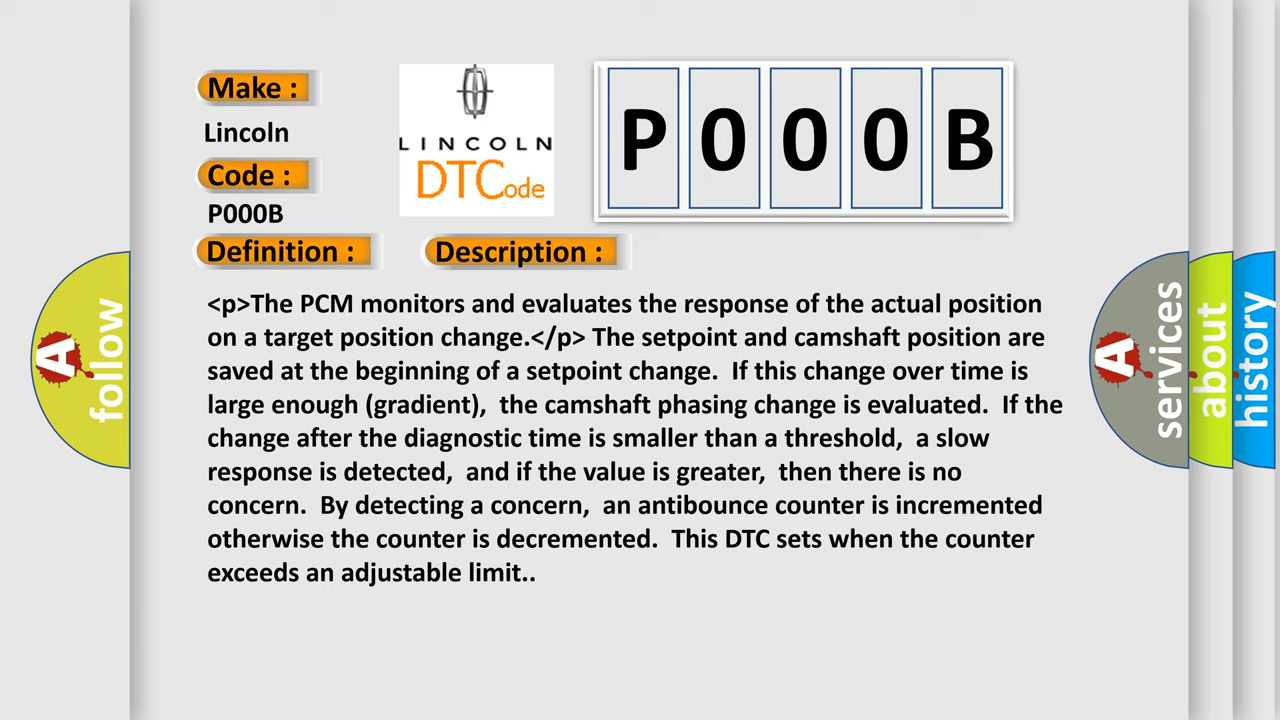 Make :
Lincoln
Code :
P000B
Definition :
Description :
LINCOLN
DTCode
P000B
<p>The PCM monitors and evaluates the response of the actual position
on a target position change.</p> The setpoint and camshaft position are
saved at the beginning of a setpoint change. If this change over time is
large enough (gradient), the camshaft phasing change is evaluated. If the
change after the diagnostic time is smaller than a threshold, a slow
response is detected, and if the value is greater, then there is no
concern. By detecting a concern, an antibounce counter is incremented
otherwise the counter is decremented. This DTC sets when the counter
exceeds an adjustable limit..
A
follow
A
services
about
history